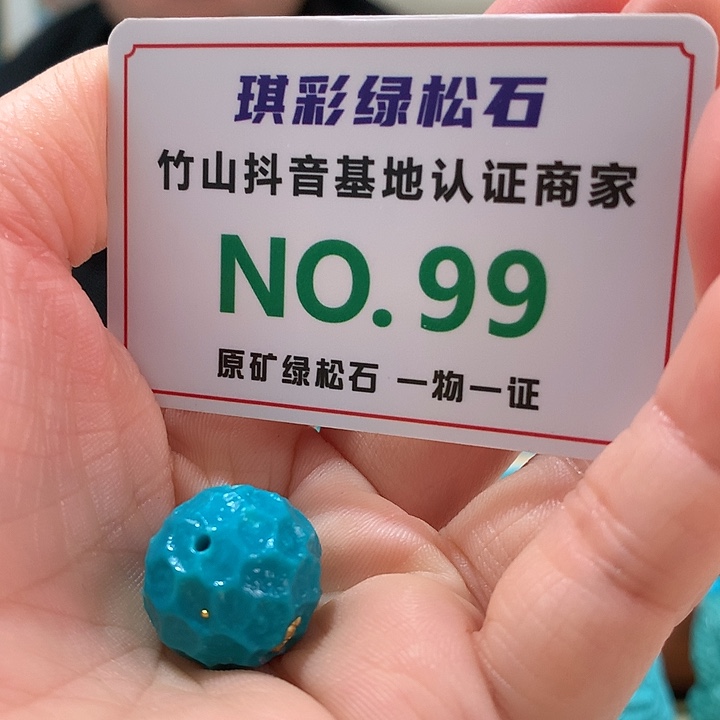 琪彩绿松石
竹山抖音基地认证商家
NO.99
原矿绿松石 一物一证